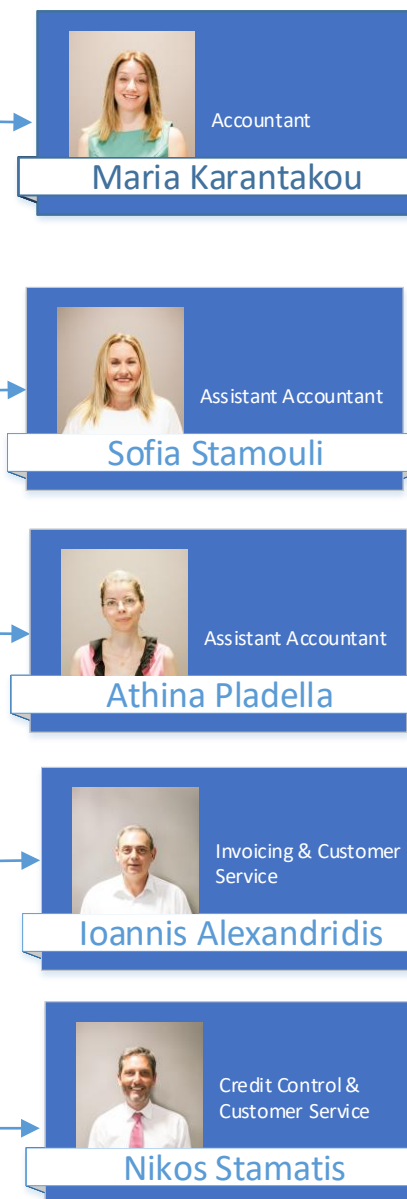 Accountant
Maria Karantakou
Assistant Accountant
Sofia Stamouli
Assistant Accountant
Athina Pladella
Invoicing & Customer
Service
Ioannis Alexandridis
Credit Control &
Customer Service
Nikos Stamatis